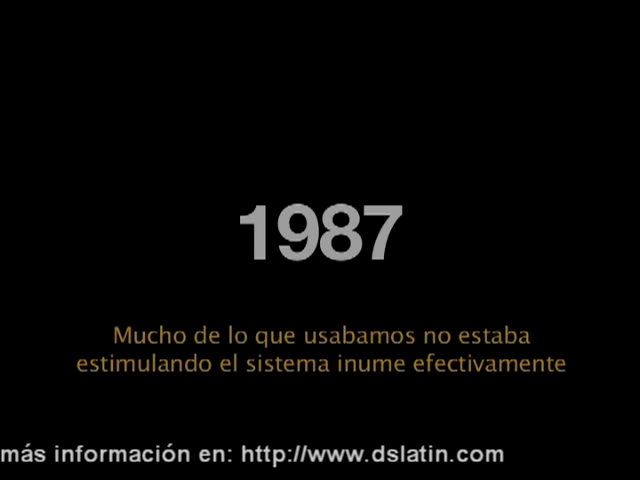 1987
Mucho de lo que usabamos no estaba
estimulando el sistema inume efectivamente
más información en: http://www.dslatin.com